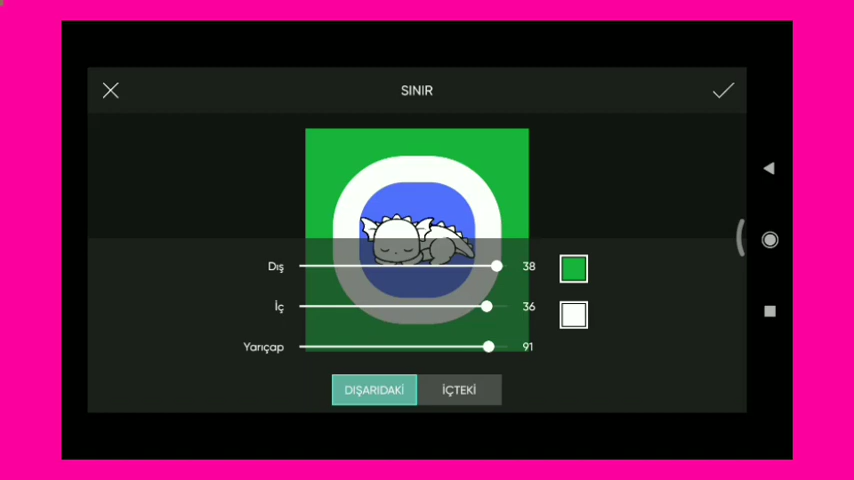 SINIR
Dış 38
İç 36
Yarıçap 91
DIŞARIDAKİ İÇTEKİ